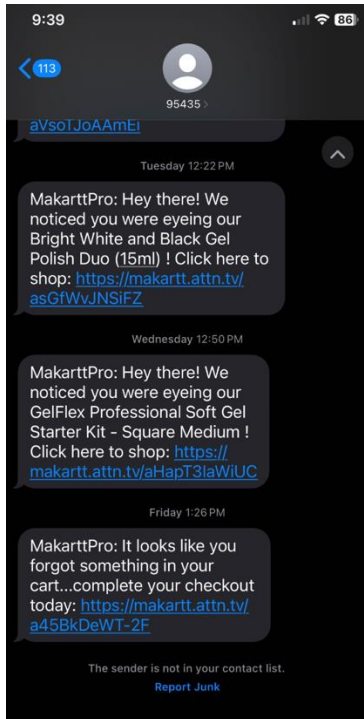 9:39
86
113
95435 >
aVsoTJoAAmEi
Tuesday 12:22 PM
MakarttPro: Hey there! We
noticed you were eyeing our
Bright White and Black Gel
Polish Duo (15ml) ! Click here to
shop: https://makartt.attn.tv/
asGfWvJNSiFZ
Wednesday 12:50 PM
MakarttPro: Hey there! We
noticed you were eyeing our
GelFlex Professional Soft Gel
Starter Kit - Square Medium !
Click here to shop: https://
makartt.attn.tv/aHapT3laWiUC
Friday 1:26 PM
MakarttPro: It looks like you
forgot something in your
cart...complete your checkout
today: https://makartt.attn.tv/
a45BkDeWT-2F
The sender is not in your contact list.
Report Junk